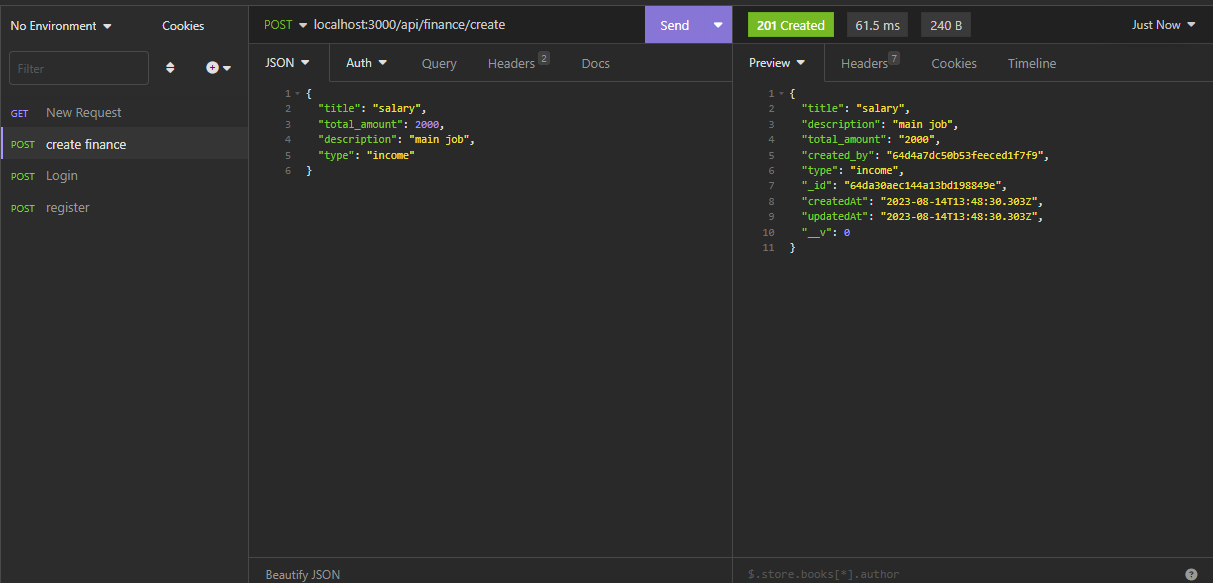 No Environment
Cookies
Filter
GET New Request
POST create finance
POST Login
POST register
POST localhost:3000/api/finance/create
Send
JSON
Auth
Query
Headers 2
Docs
1 {
2 "title": "salary",
3 "total_amount": 2000,
4 "description": "main job",
5 "type": "income"
6 }
Beautify JSON
201 Created
61.5 ms
240 B
Just Now
Preview
Headers 7
Cookies
Timeline
1 {
2 "title": "salary",
3 "description": "main job",
4 "total_amount": "2000",
5 "created_by": "64d4a7dc50b53feeced1f7f9",
6 "type": "income",
7 "_id": "64da30aec144a13bd198849e",
8 "createdAt": "2023-08-14T13:48:30.303Z",
9 "updatedAt": "2023-08-14T13:48:30.303Z",
10 "__v": 0
11 }
$.store.books[*].author
?